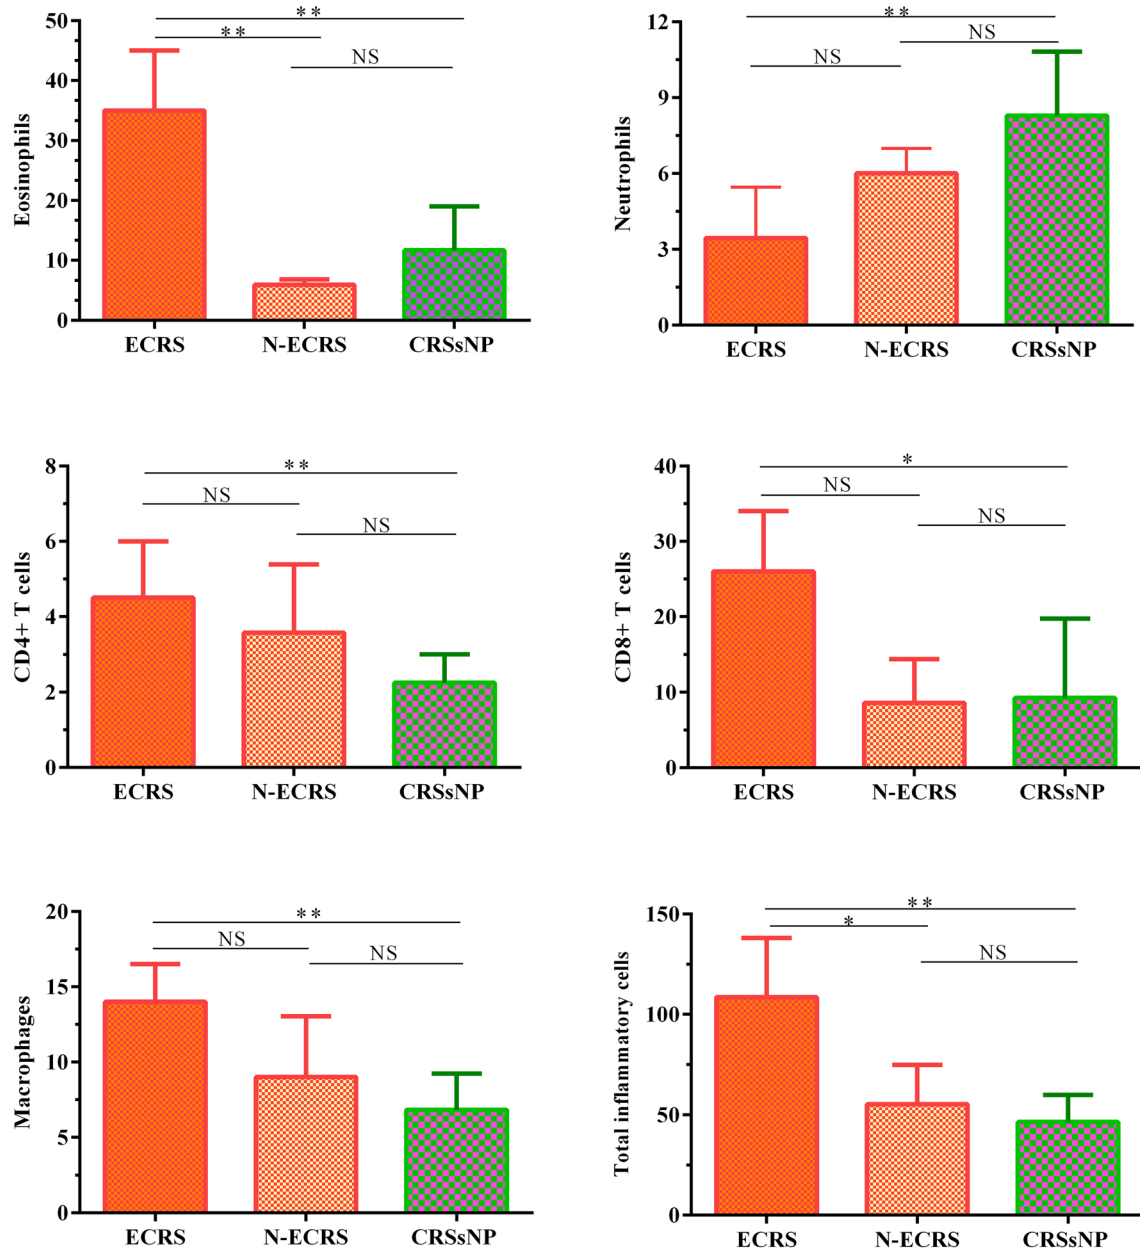 Eosinophils
50
40
30
20
10
0
**
**
NS
ECRS N-ECRS CRSsNP
Neutrophils
12
9
6
3
0
**
NS
NS
ECRS N-ECRS CRSsNP
CD4+ T cells
8
6
4
2
0
**
NS
NS
ECRS N-ECRS CRSsNP
CD8+ T cells
40
30
20
10
0
*
NS
NS
ECRS N-ECRS CRSsNP
Macrophages
20
15
10
5
0
**
NS
NS
ECRS N-ECRS CRSsNP
Total inflammatory cells
150
100
50
0
**
*
NS
ECRS N-ECRS CRSsNP